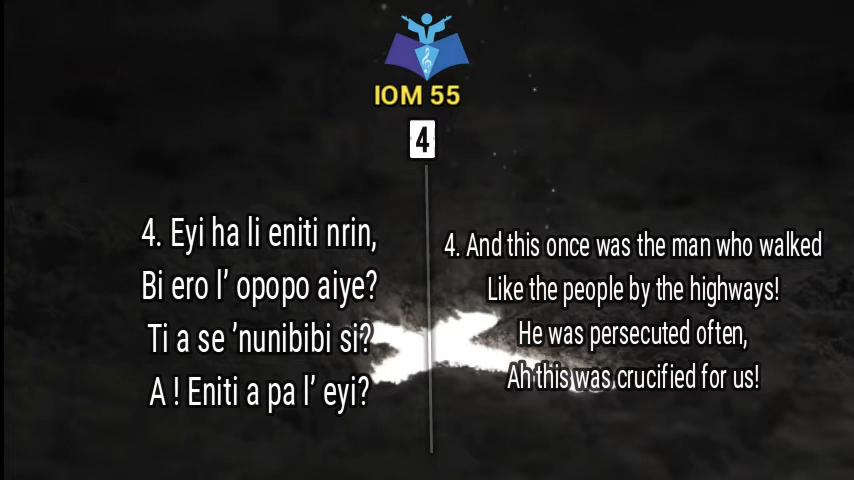 IOM 55
4
4. Eyi ha li eniti nrin,
Bi ero l’ opopo aiye?
Ti a se ’nunibibi si?
A ! Eniti a pa l’ eyi?
4. And this once was the man who walked
Like the people by the highways!
He was persecuted often,
Ah this was crucified for us!